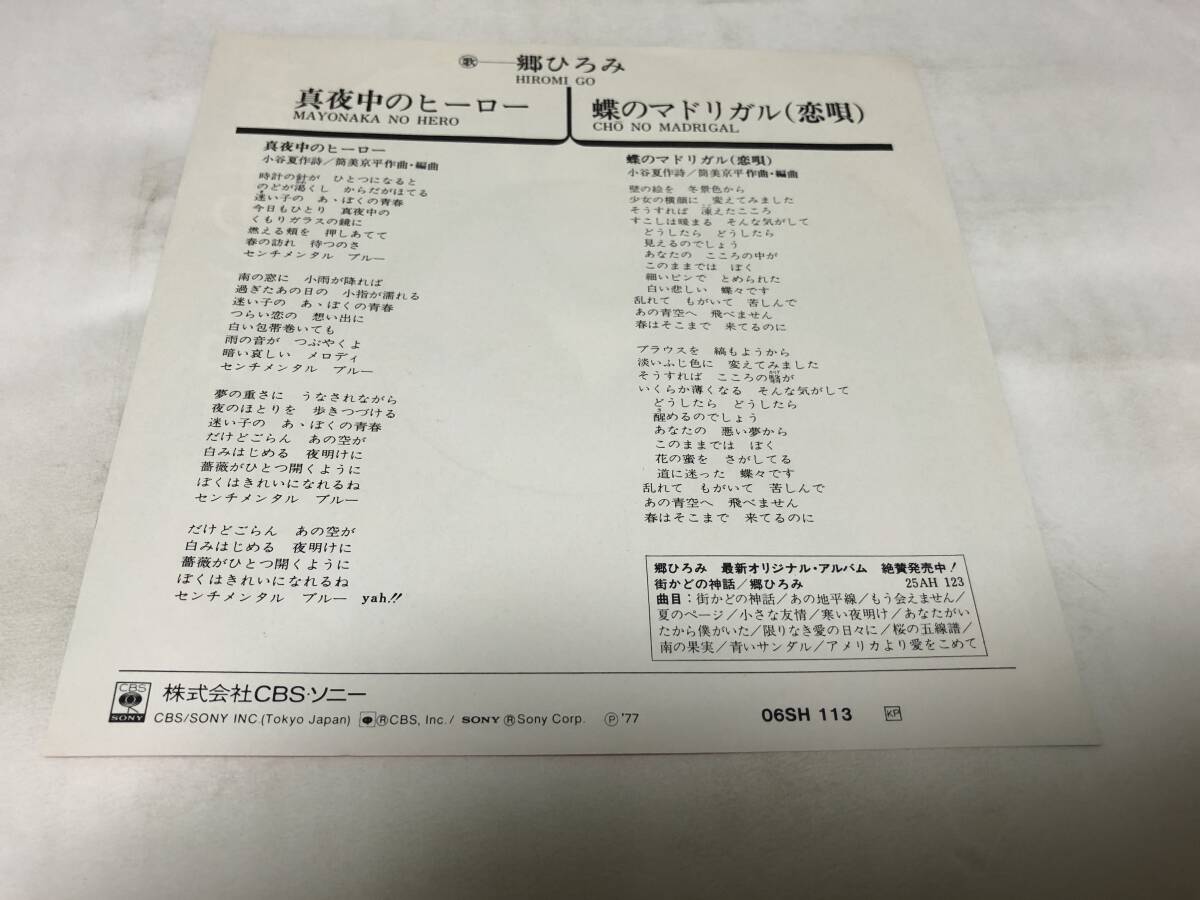 歌――郷ひろみ
HIROMI GO
真夜中のヒーロー
MAYONAKA NO HERO
蝶のマドリガル(恋唄)
CHŌ NO MADRIGAL
真夜中のヒーロー
小谷夏作詩/筒美京平作曲・編曲
時計の針が ひとつになると
のどが渇くし からだがほてる
迷い子の あゝぼくの青春
今日もひとり 真夜中の
くもりガラスの鏡に
燃える頬を 押しあてて
春の訪れ 待つのさ
センチメンタル ブルー
南の窓に 小雨が降れば
過ぎたあの日の 小指が濡れる
迷い子の あゝぼくの青春
つらい恋の 想い出に
白い包帯巻いても
雨の音が つぶやくよ
暗い哀しい メロディ
センチメンタル ブルー
夢の重さに うなされながら
夜のほとりを 歩きつづける
迷い子の あゝぼくの青春
だけどごらん あの空が
白みはじめる 夜明けに
薔薇がひとつ開くように
ぼくはきれいになれるね
センチメンタル ブルー
だけどごらん あの空が
白みはじめる 夜明けに
薔薇がひとつ開くように
ぼくはきれいになれるね
センチメンタル ブルー yah!!
蝶のマドリガル(恋唄)
小谷夏作詩/筒美京平作曲・編曲
壁の絵を 冬景色から
少女の横顔に 変えてみました
そうすれば 凍えたこころ
すこしは暖まる そんな気がして
どうしたら どうしたら
見えるのでしょう
あなたの こころの中が
このままでは ぼく
細いピンで とめられた
白い悲しい 蝶々です
乱れて もがいて 苦しんで
あの青空へ 飛べません
春はそこまで 来てるのに
ブラウスを 縞もようから
淡いふじ色に 変えてみました
そうすれば こころの翳が
いくらか薄くなる そんな気がして
どうしたら どうしたら
醒めるのでしょう
あなたの 悪い夢から
このままでは ぼく
花の蜜を さがしてる
道に迷った 蝶々です
乱れて もがいて 苦しんで
あの青空へ 飛べません
春はそこまで 来てるのに
郷ひろみ 最新オリジナル・アルバム 絶賛発売中!
街かどの神話/郷ひろみ 25AH 123
曲目:街かどの神話/あの地平線/もう会えません/
夏のページ/小さな友情/寒い夜明け/あなたがい
たから僕がいた/限りなき愛の日々に/桜の五線譜/
南の果実/青いサンダル/アメリカより愛をこめて
CBS
SONY
株式会社CBS・ソニー
CBS/SONY INC.(Tokyo Japan) ®CBS, Inc./ SONY ®Sony Corp. ℗'77 06SH 113 KP